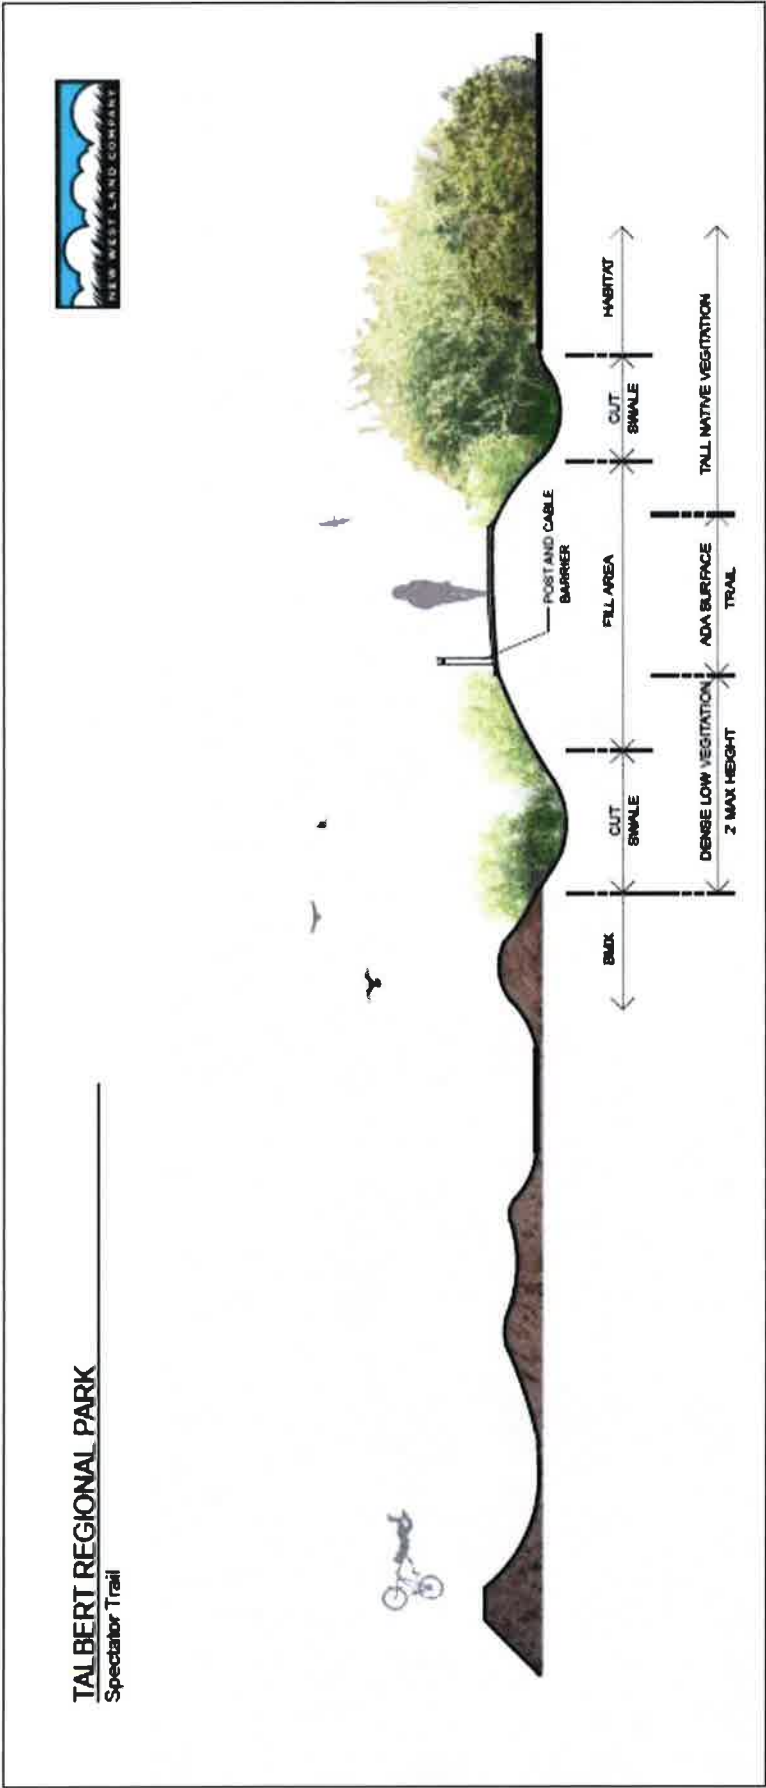 TALBERT REGIONAL PARK
Spectator Trail
NEW WEST LAND COMPANY
POST AND CABLE
BARRIER
BMX
CUT
SWALE
FILL AREA
CUT
SWALE
HABITAT
DENSE LOW VEGITATION
2' MAX HEIGHT
ADA SURFACE
TRAIL
TALL NATIVE VEGITATION